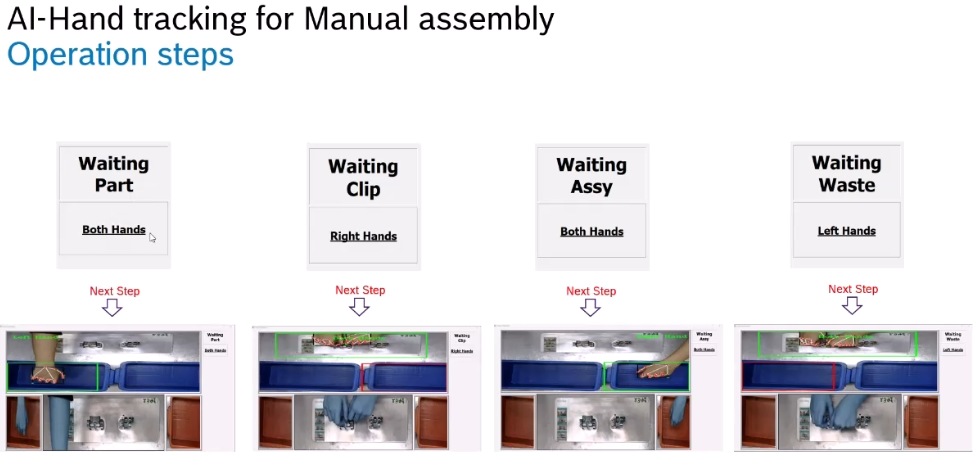 AI-Hand tracking for Manual assembly
Operation steps
Waiting
Part
Both Hands
Waiting
Clip
Right Hands
Waiting
Assy
Both Hands
Waiting
Waste
Left Hands
Next Step
Next Step
Next Step
Next Step
Waiting
Part
Both Hands
Waiting
Clip
Right Hands
Waiting
Assy
Both Hands
Waiting
Waste
Left Hands